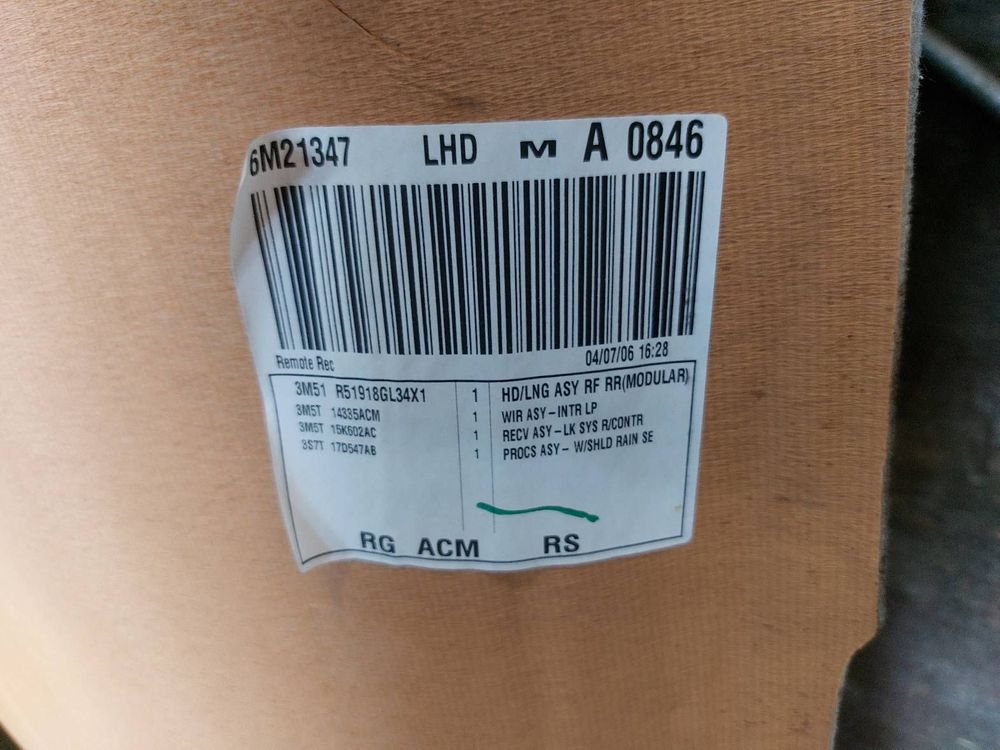 6M21347 LHD M A 0846
Remote Rec 04/07/06 16:28
3M51 R51918GL34X1 1 HD/LNG ASY RF RR(MODULAR)
3M5T 14335ACM 1 WIR ASY-INTR LP
3M5T 15K602AC 1 RECV ASY-LK SYS R/CONTR
3S7T 17D547AB 1 PROCS ASY- W/SHLD RAIN SE
RG ACM RS